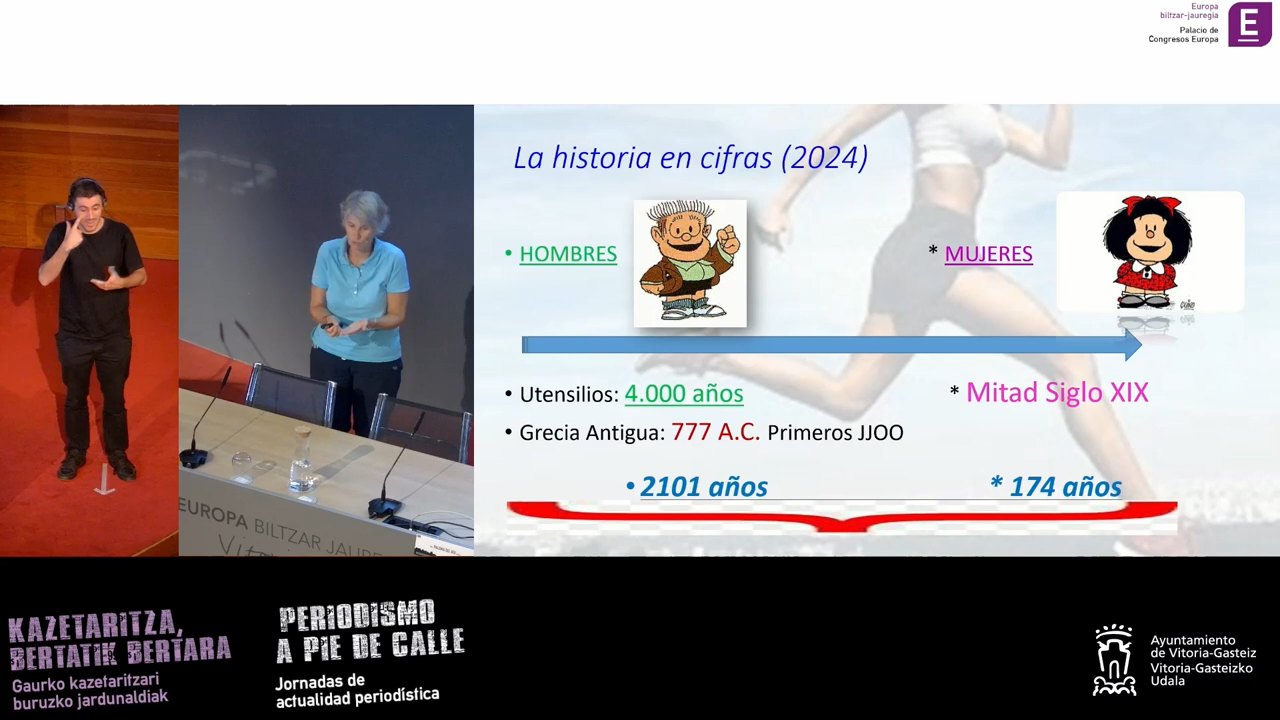 Europa
biltzar-jauregia
Palacio de
Congresos Europa
E
La historia en cifras (2024)
• HOMBRES
* MUJERES
• Utensilios: 4.000 años
* Mitad Siglo XIX
• Grecia Antigua: 777 A.C. Primeros JJOO
• 2101 años
* 174 años
EUROPA BILTZAR JAURE
KAZETARITZA,
BERTATIK BERTARA
Gaurko kazetaritzari
buruzko jardunaldiak
PERIODISMO
A PIE DE CALLE
Jornadas de
actualidad periodística
Ayuntamiento
de Vitoria-Gasteiz
Vitoria-Gasteizko
Udala